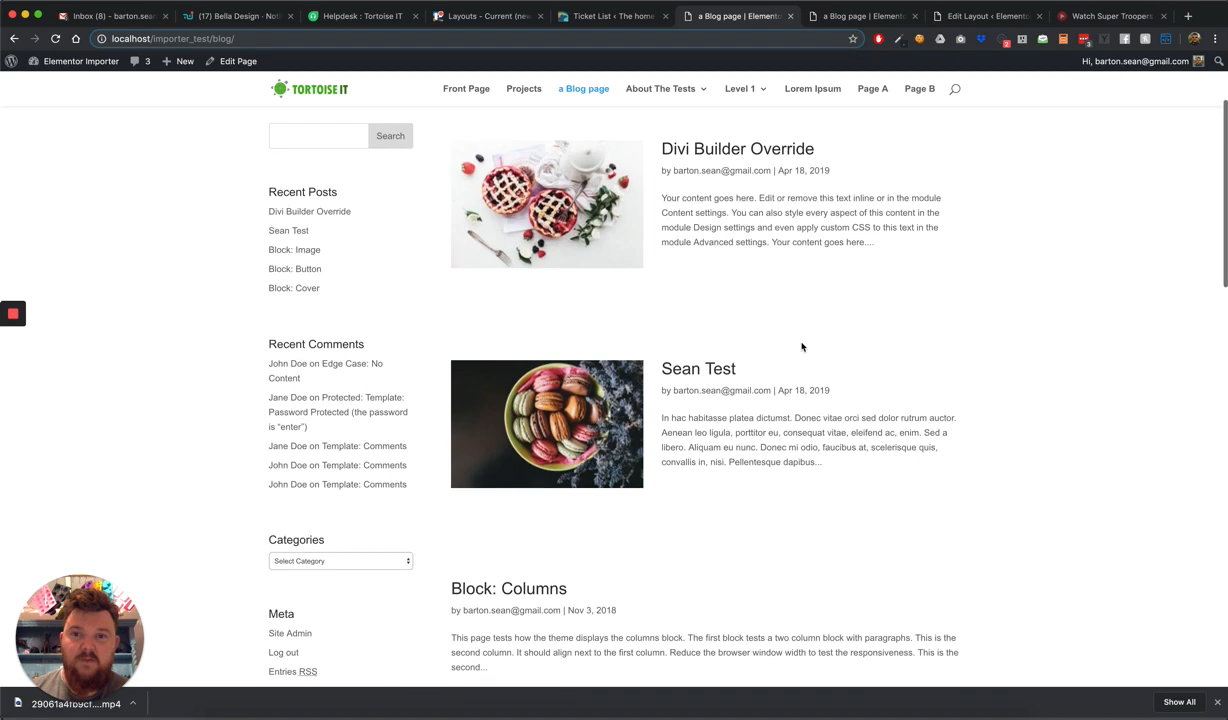 Inbox (8) - barton.sean
(17) Bella Design - Not
Helpdesk : Tortoise IT
Layouts - Current (new
Ticket List < The home
a Blog page | Elemento
a Blog page | Elemento
Edit Layout < Elemento
Watch Super Troopers
localhost/importer_test/blog/
Elementor Importer
3
New
Edit Page
Hi, barton.sean@gmail.com
TORTOISE IT
Front Page
Projects
a Blog page
About The Tests
Level 1
Lorem Ipsum
Page A
Page B
Search
Recent Posts
Divi Builder Override
Sean Test
Block: Image
Block: Button
Block: Cover
Recent Comments
John Doe on Edge Case: No
Content
Jane Doe on Protected: Template:
Password Protected (the password
is “enter”)
Jane Doe on Template: Comments
John Doe on Template: Comments
John Doe on Template: Comments
Categories
Select Category
Meta
Site Admin
Log out
Entries RSS
Divi Builder Override
by barton.sean@gmail.com | Apr 18, 2019
Your content goes here. Edit or remove this text inline or in the module
Content settings. You can also style every aspect of this content in the
module Design settings and even apply custom CSS to this text in the
module Advanced settings. Your content goes here....
Sean Test
by barton.sean@gmail.com | Apr 18, 2019
In hac habitasse platea dictumst. Donec vitae orci sed dolor rutrum auctor.
Aenean leo ligula, porttitor eu, consequat vitae, eleifend ac, enim. Sed a
libero. Aliquam eu nunc. Donec mi odio, faucibus at, scelerisque quis,
convallis in, nisi. Pellentesque dapibus...
Block: Columns
by barton.sean@gmail.com | Nov 3, 2018
This page tests how the theme displays the columns block. The first block tests a two column block with paragraphs. This is the
second column. It should align next to the first column. Reduce the browser window width to test the responsiveness. This is the
second...
29061a4fb9cf....mp4
Show All